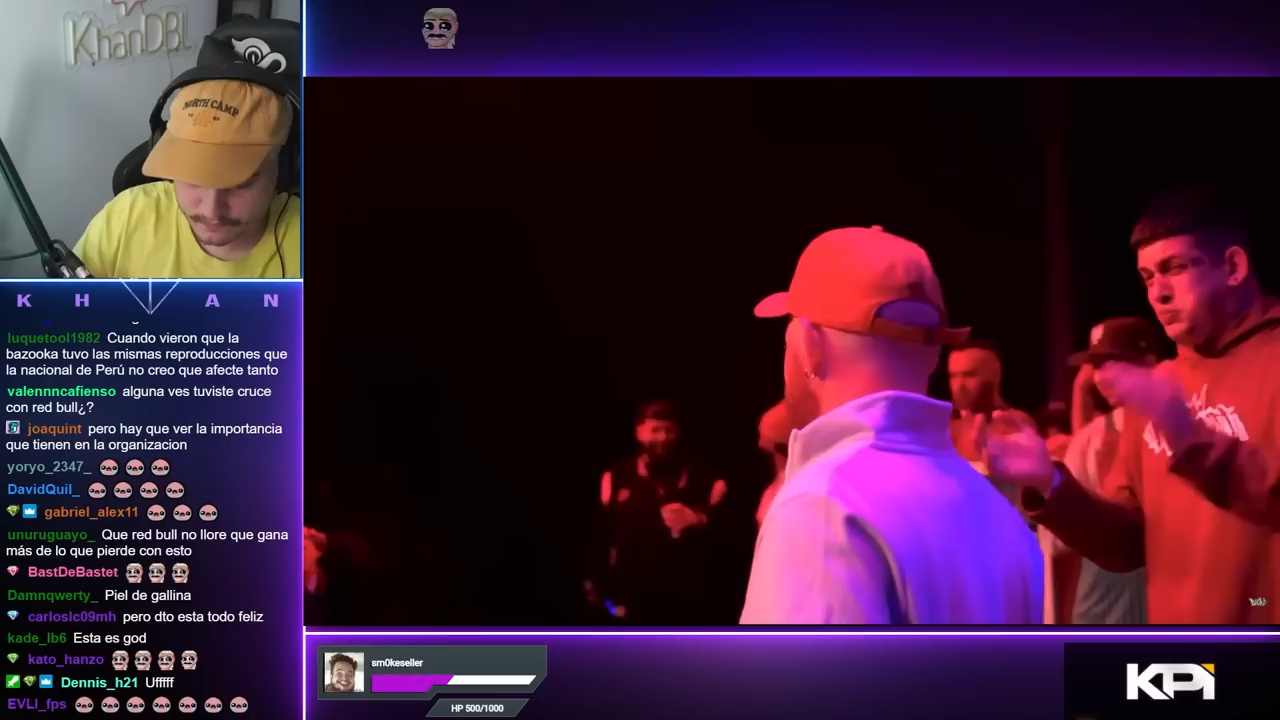 KhanDBL
NORTH CAMP
K H A N
luquetool1982 Cuando vieron que la
bazooka tuvo las mismas reproducciones que
la nacional de Perú no creo que afecte tanto
valennncafienso alguna ves tuviste cruce
con red bull¿?
joaquint pero hay que ver la importancia
que tienen en la organizacion
yoryo_2347_
DavidQuil_
gabriel_alex11
unuruguayo_ Que red bull no llore que gana
más de lo que pierde con esto
BastDeBastet
Damnqwerty_ Piel de gallina
carloslc09mh pero dto esta todo feliz
kade_lb6 Esta es god
kato_hanzo
Dennis_h21 Uffffff
EVLI_fps
sm0keseller
HP 500/1000
KPi